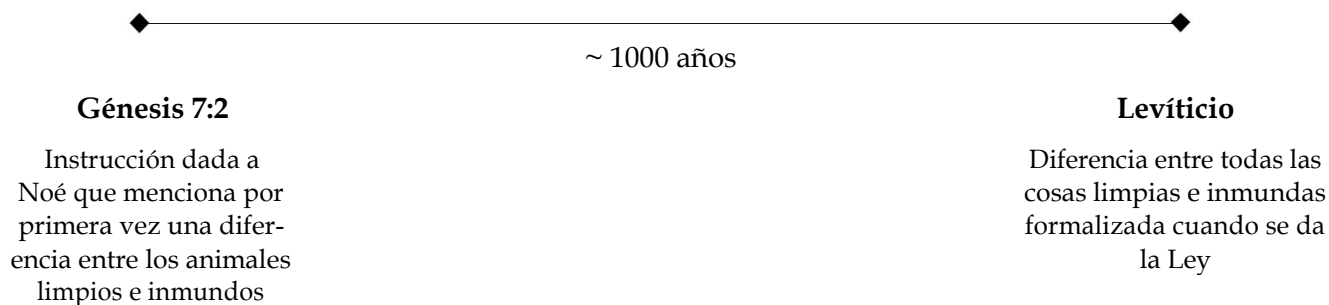 ~ 1000 años
Génesis 7:2
Instrucción dada a
Noé que menciona por
primera vez una difer-
encia entre los animales
limpios e inmundos
Levíticio
Diferencia entre todas las
cosas limpias e inmundas
formalizada cuando se da
la Ley